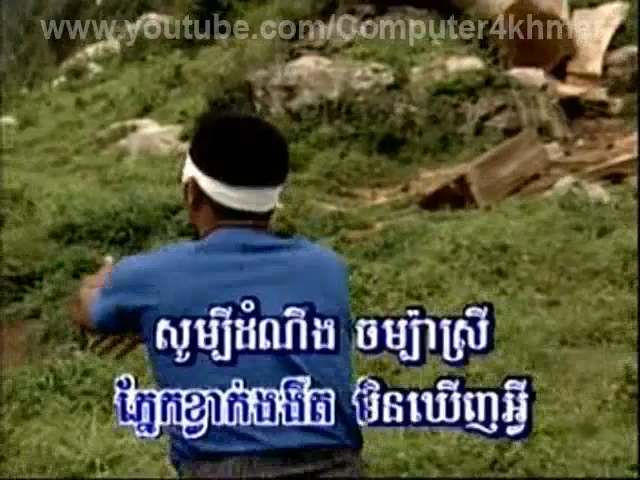 www.youtube.com/Computer4khmer
សូម្បីដំណឹង ចម្ប៉ាស្រី
ភ្នែកខ្វាក់ងងឹត មិនឃើញអ្វី